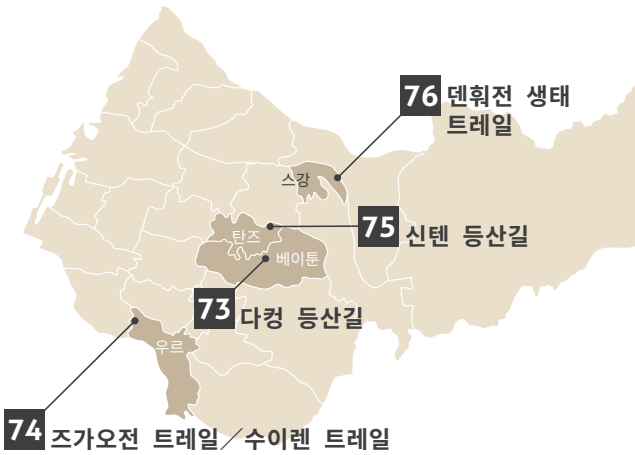 76 덴훠전 생태
트레일
스강
75 신텐 등산길
탄즈
베이툰
73 다컹 등산길
우르
74 즈가오전 트레일／수이렌 트레일